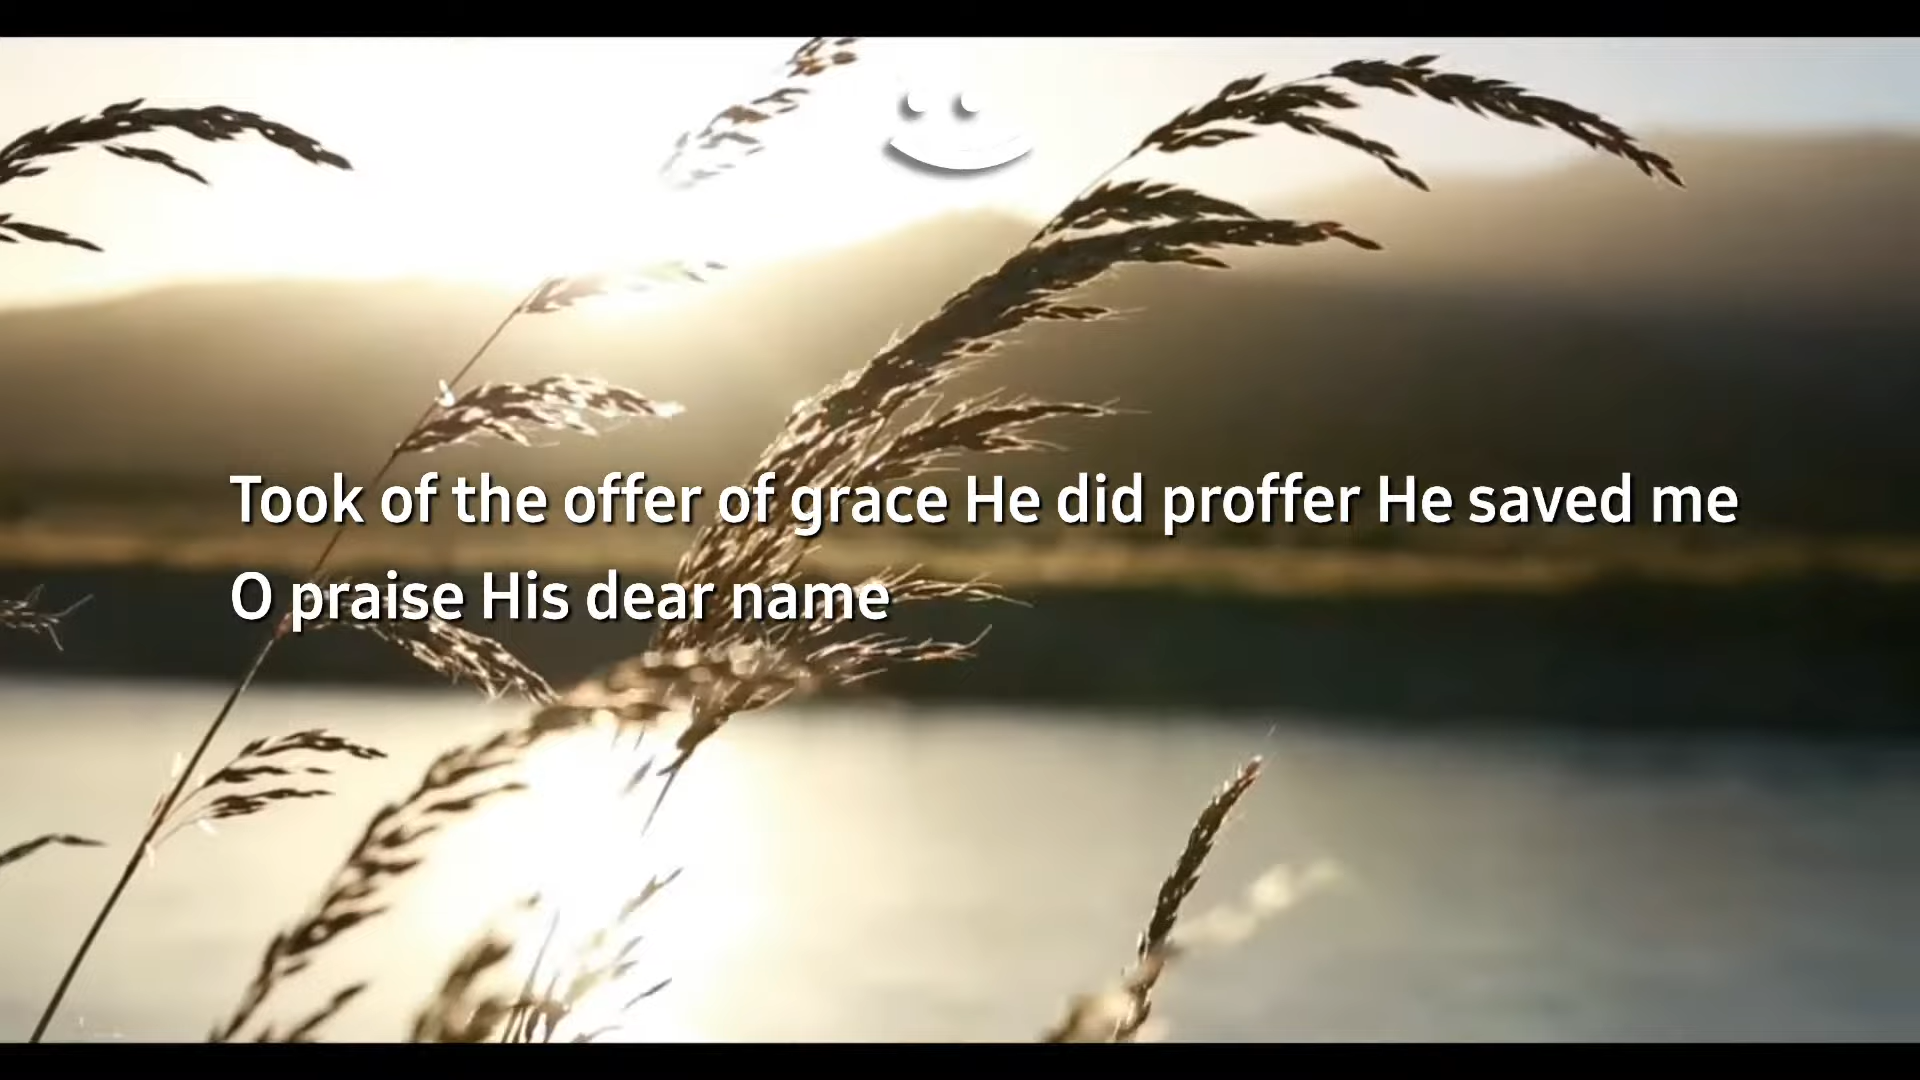 Took of the offer of grace He did proffer He saved me
O praise His dear name